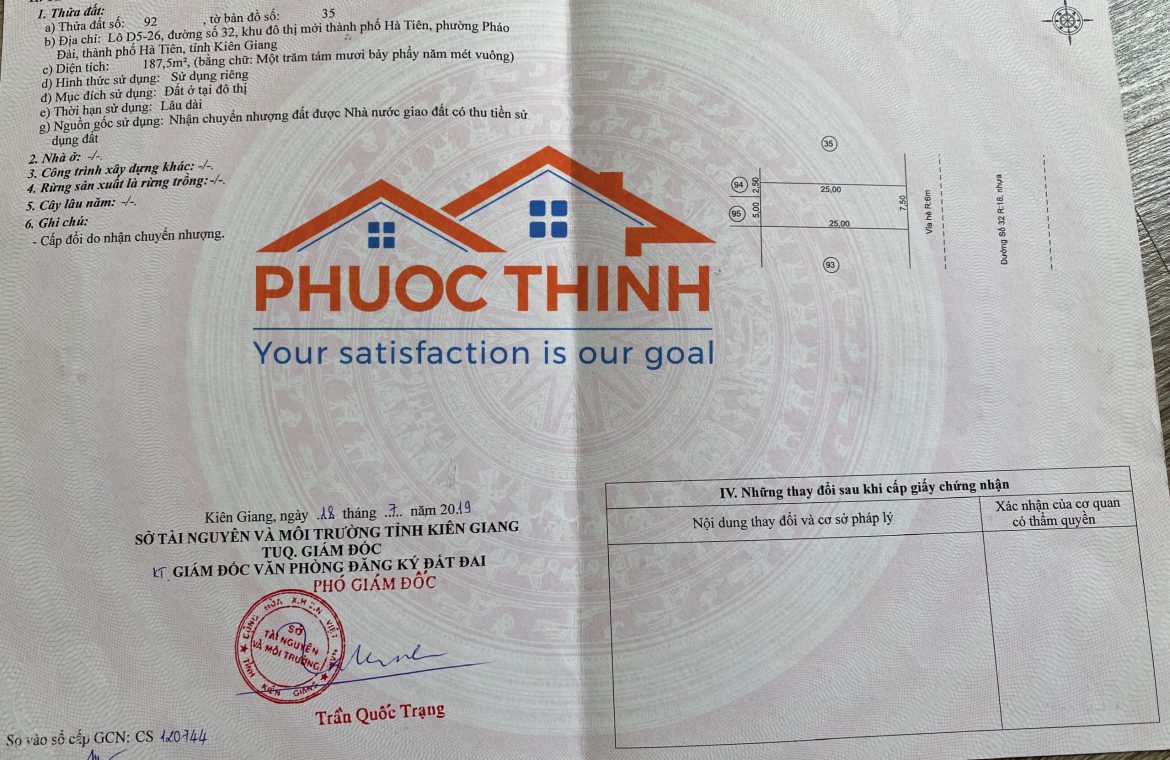 1. Thửa đất:
a) Thửa đất số: 92 , tờ bản đồ số: 35
b) Địa chỉ: Lô D5-26, đường số 32, khu đô thị mới thành phố Hà Tiên, phường Pháo
Đài, thành phố Hà Tiên, tỉnh Kiên Giang
c) Diện tích: 187,5m², (bằng chữ: Một trăm tám mươi bảy phẩy năm mét vuông)
d) Hình thức sử dụng: Sử dụng riêng
đ) Mục đích sử dụng: Đất ở tại đô thị
e) Thời hạn sử dụng: Lâu dài
g) Nguồn gốc sử dụng: Nhận chuyển nhượng đất được Nhà nước giao đất có thu tiền sử
dụng đất
2. Nhà ở: -/-.
3. Công trình xây dựng khác: -/-.
4. Rừng sản xuất là rừng trồng: -/-.
5. Cây lâu năm: -/-.
6. Ghi chú:
- Cấp đổi do nhận chuyển nhượng.
PHUOC THINH
Your satisfaction is our goal
35
94
2,50
25,00
95
5,00
7,50
25,00
93
Vỉa hè R:6m
Đường Số 32 R:18, nhựa
Kiên Giang, ngày 18 tháng 7 năm 2019
SỞ TÀI NGUYÊN VÀ MÔI TRƯỜNG TỈNH KIÊN GIANG
TUQ. GIÁM ĐỐC
KT. GIÁM ĐỐC VĂN PHÒNG ĐĂNG KÝ ĐẤT ĐAI
PHÓ GIÁM ĐỐC
SỞ
TÀI NGUYÊN
VÀ MÔI TRƯỜNG
TỈNH KIÊN GIANG
Trần Quốc Trạng
Số vào sổ cấp GCN: CS 120744
IV. Những thay đổi sau khi cấp giấy chứng nhận
Nội dung thay đổi và cơ sở pháp lý
Xác nhận của cơ quan
có thẩm quyền